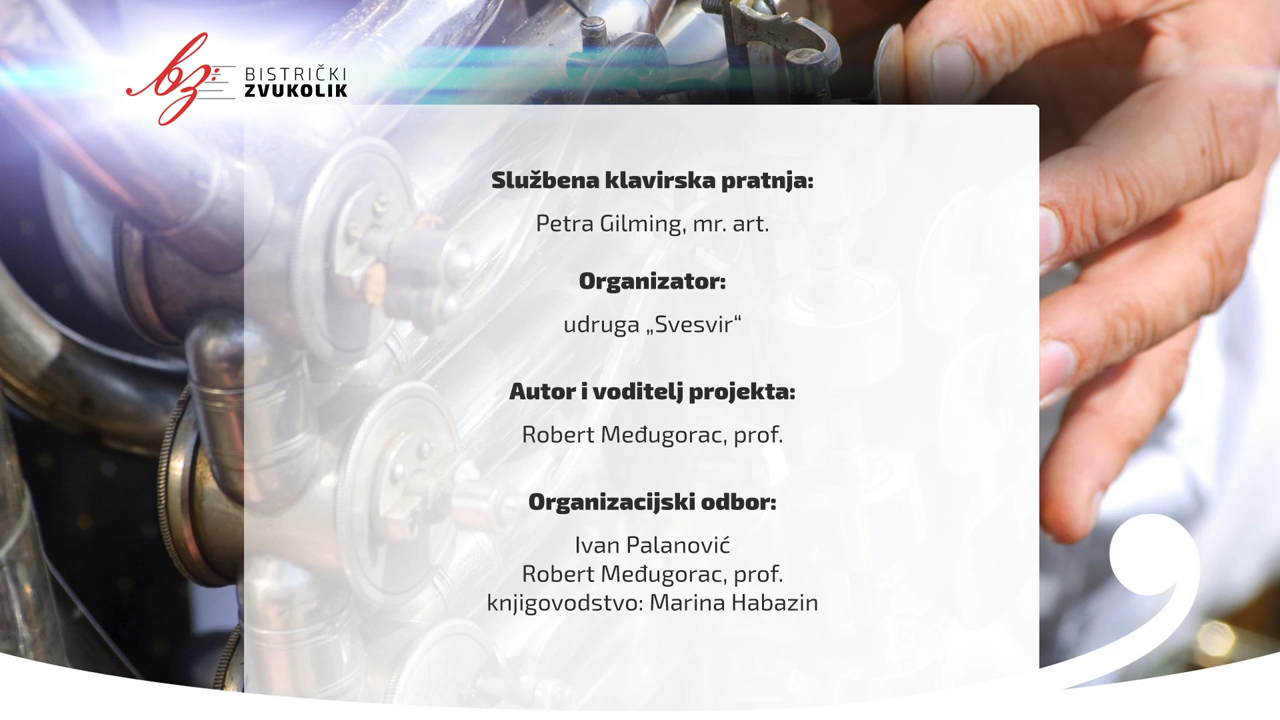 bz:
BISTRIČKI
ZVUKOLIK
Službena klavirska pratnja:
Petra Gilming, mr. art.
Organizator:
udruga „Svesvir“
Autor i voditelj projekta:
Robert Međugorac, prof.
Organizacijski odbor:
Ivan Palanović
Robert Međugorac, prof.
knjigovodstvo: Marina Habazin